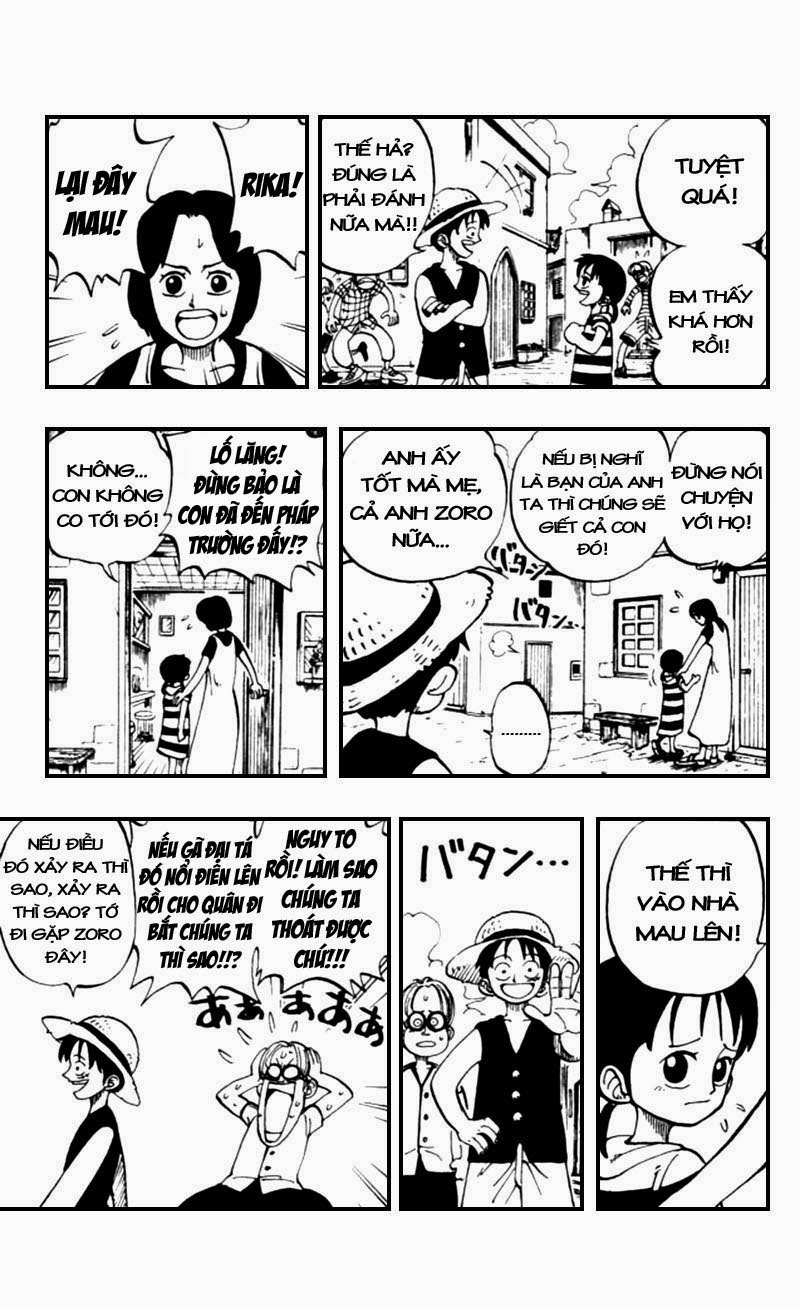 TUYỆT
QUÁ!
EM THẤY
KHÁ HƠN
RỒI!
THẾ HẢ?
ĐÚNG LÀ
PHẢI ĐÁNH
NỮA MÀ!!
RIKA!
LẠI ĐÂY
MAU!
ĐỪNG NÓI
CHUYỆN
VỚI HỌ!
NẾU BỊ NGHĨ
LÀ BẠN CỦA ANH
TA THÌ CHÚNG SẼ
GIẾT CẢ CON
ĐÓ!
ANH ẤY
TỐT MÀ MẸ,
CẢ ANH ZORO
NỮA...
バタン
バタン
.........
LỐ LĂNG!
ĐỪNG BẢO LÀ
CON ĐÃ ĐẾN PHÁP
TRƯỜNG ĐẤY!?
KHÔNG...
CON KHÔNG
CO TỚI ĐÓ!
THẾ THÌ
VÀO NHÀ
MAU LÊN!
バタン...
NGUY TO
RỒI! LÀM SAO
CHÚNG TA
THOÁT ĐƯỢC
CHỨ!!!
NẾU GÃ ĐẠI TÁ
ĐÓ NỔI ĐIÊN LÊN
RỒI CHO QUÂN ĐI
BẮT CHÚNG TA
THÌ SAO!!?
NẾU ĐIỀU
ĐÓ XẢY RA THÌ
SAO, XẢY RA
THÌ SAO? TỚ
ĐI GẶP ZORO
ĐÂY!
あぁあぁあぁ